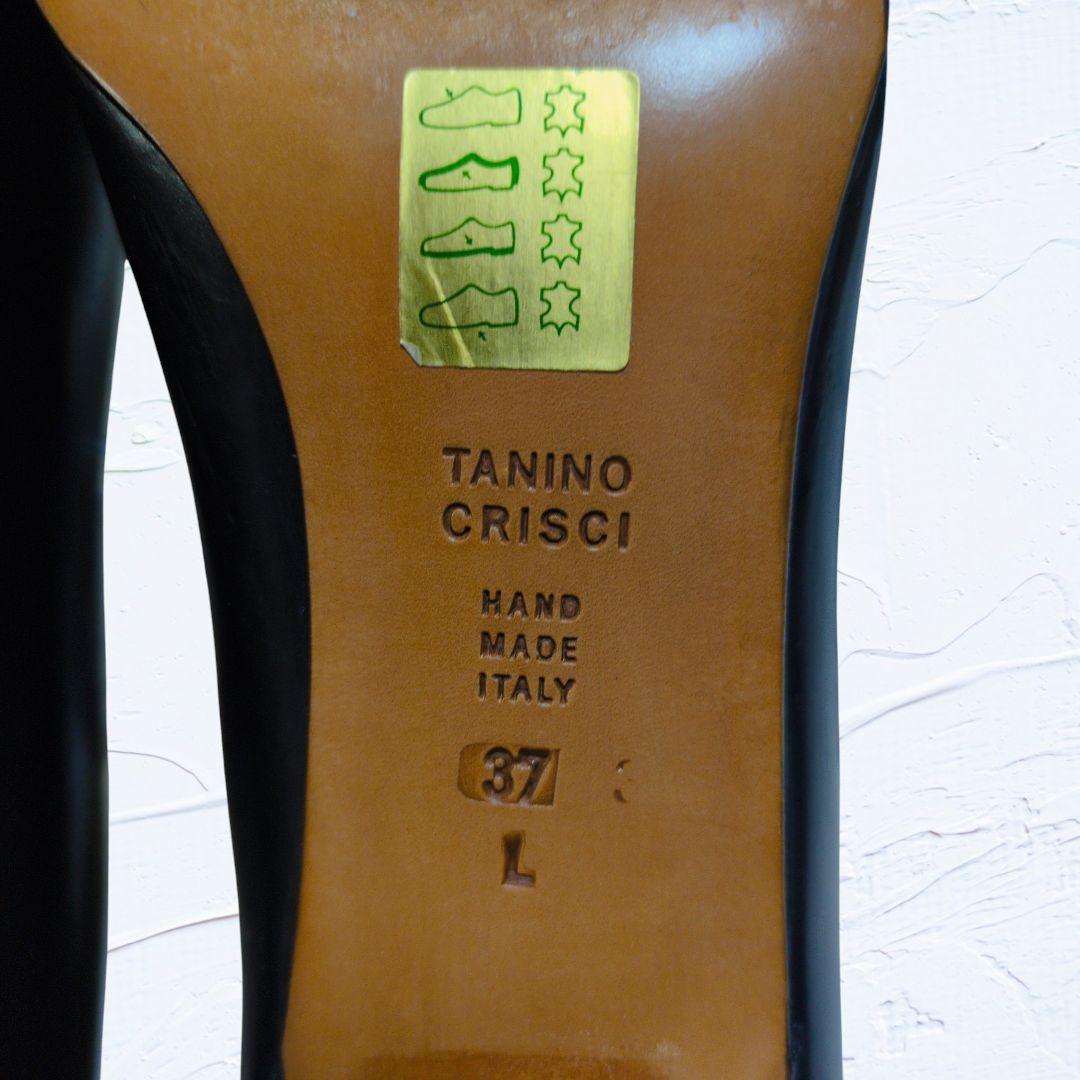 TANINO
CRISCI
HAND
MADE
ITALY
37
L